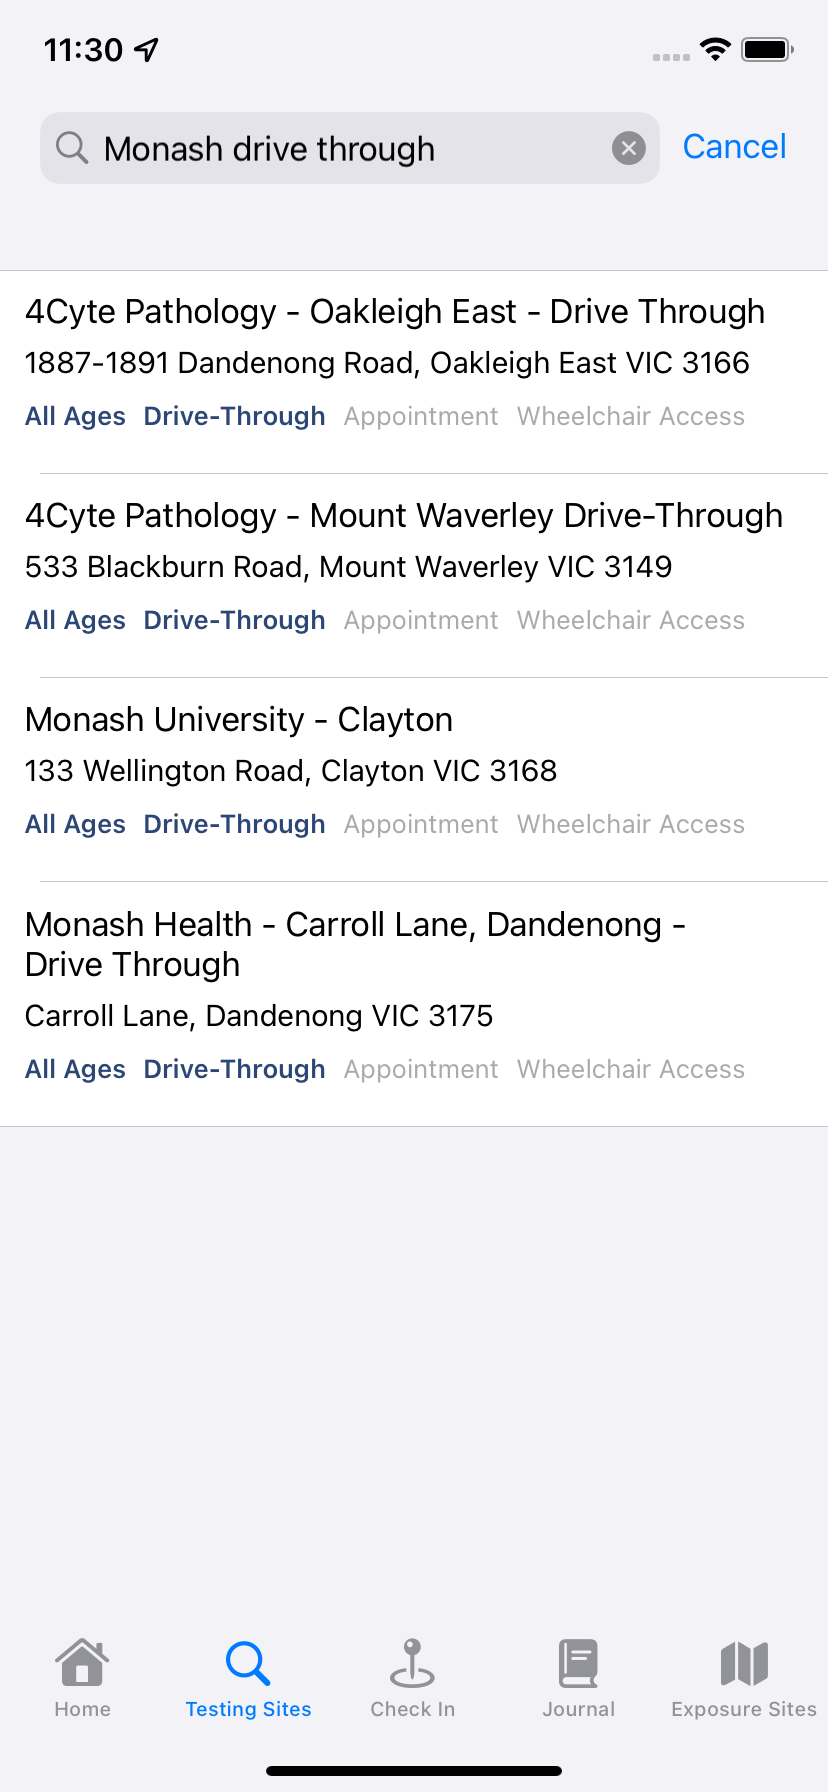 11:30
Monash drive through
Cancel
4Cyte Pathology - Oakleigh East - Drive Through
1887-1891 Dandenong Road, Oakleigh East VIC 3166
All Ages Drive-Through Appointment Wheelchair Access
4Cyte Pathology - Mount Waverley Drive-Through
533 Blackburn Road, Mount Waverley VIC 3149
All Ages Drive-Through Appointment Wheelchair Access
Monash University - Clayton
133 Wellington Road, Clayton VIC 3168
All Ages Drive-Through Appointment Wheelchair Access
Monash Health - Carroll Lane, Dandenong -
Drive Through
Carroll Lane, Dandenong VIC 3175
All Ages Drive-Through Appointment Wheelchair Access
Home Testing Sites Check In Journal Exposure Sites